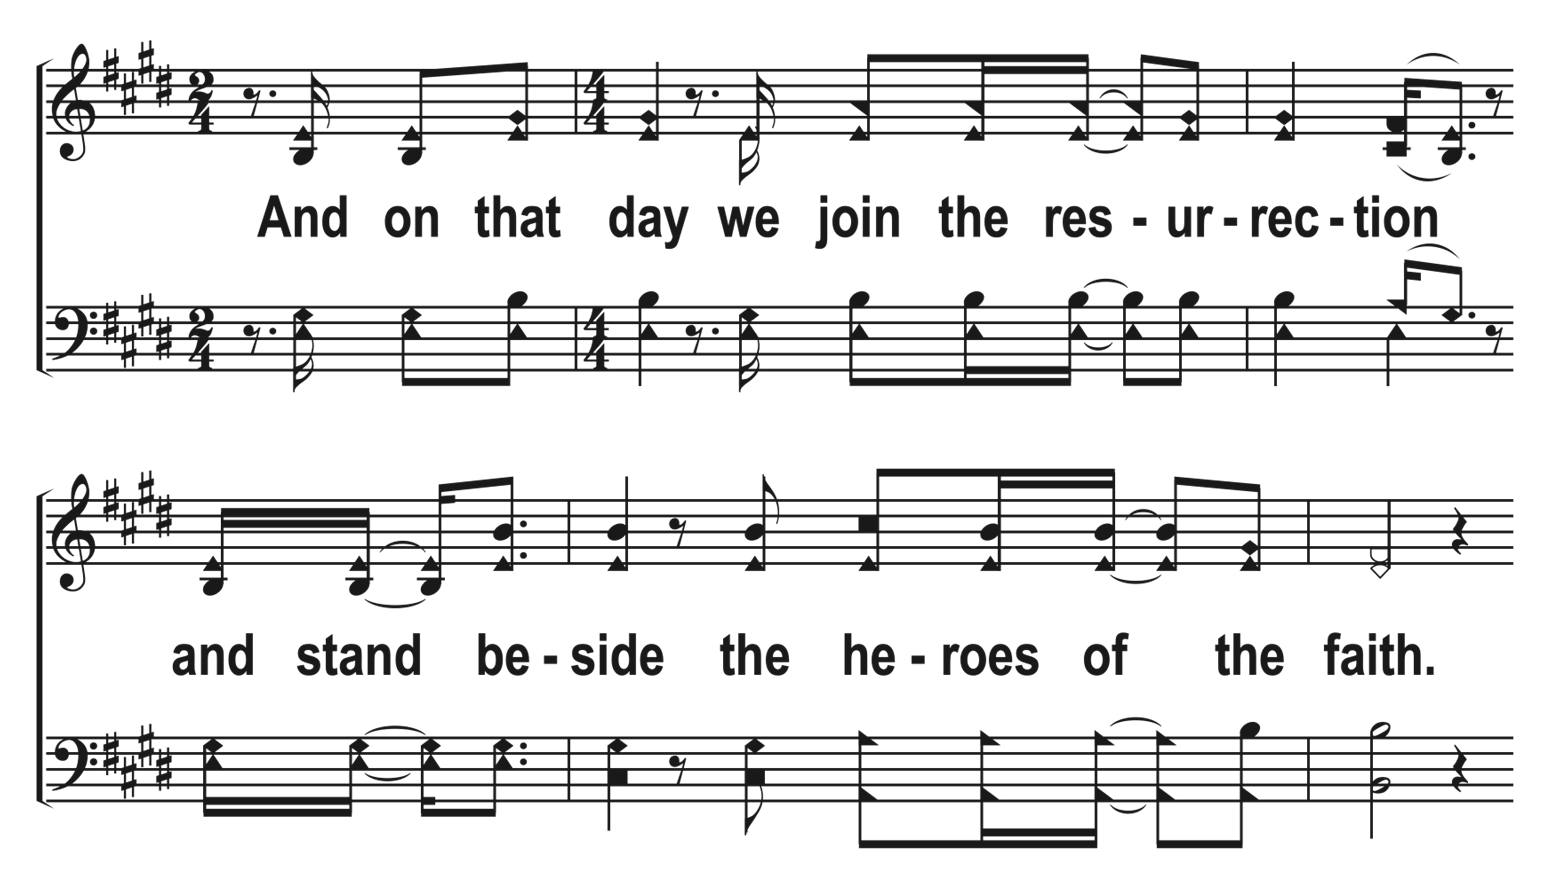 And on that day we join the res - ur - rec - tion
and stand be - side the he - roes of the faith.